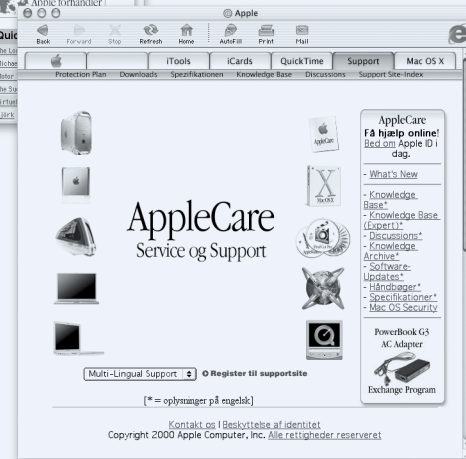 Apple forhandler
Apple
Back
Forward
Stop
Refresh
Home
AutoFill
Print
Mail
iTools
iCards
QuickTime
Support
Mac OS X
Protection Plan
Downloads
Spezifikationen
Knowledge Base
Discussions
Support Site-Index
AppleCare
Service og Support
AppleCare
Mac OS X
AppleCare
Få hjælp online!
Bed om Apple ID i
dag.
- What's New
- Knowledge
Base*
- Knowledge Base
(Expert)*
- Discussions*
- Knowledge
Archive*
- Software-
Updates*
- Håndbøger*
- Specifikationer*
- Mac OS Security
PowerBook G3
AC Adapter
Exchange Program
Multi-Lingual Support
Register til supportsite
[* = oplysninger på engelsk]
Kontakt os | Beskyttelse af identitet
Copyright 2000 Apple Computer, Inc. Alle rettigheder reserveret